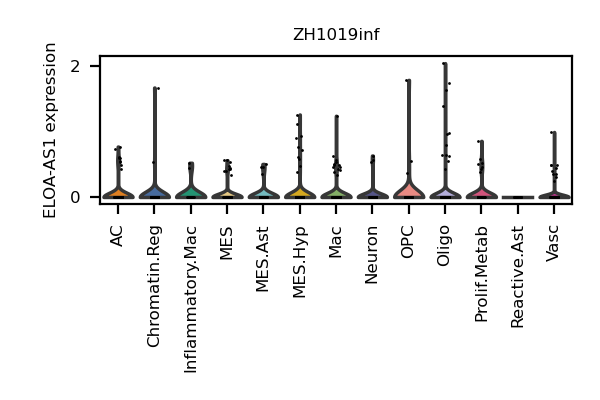 ZH1019inf
ELOA-AS1 expression
2
0
AC
Chromatin.Reg
Inflammatory.Mac
MES
MES.Ast
MES.Hyp
Mac
Neuron
OPC
Oligo
Prolif.Metab
Reactive.Ast
Vasc